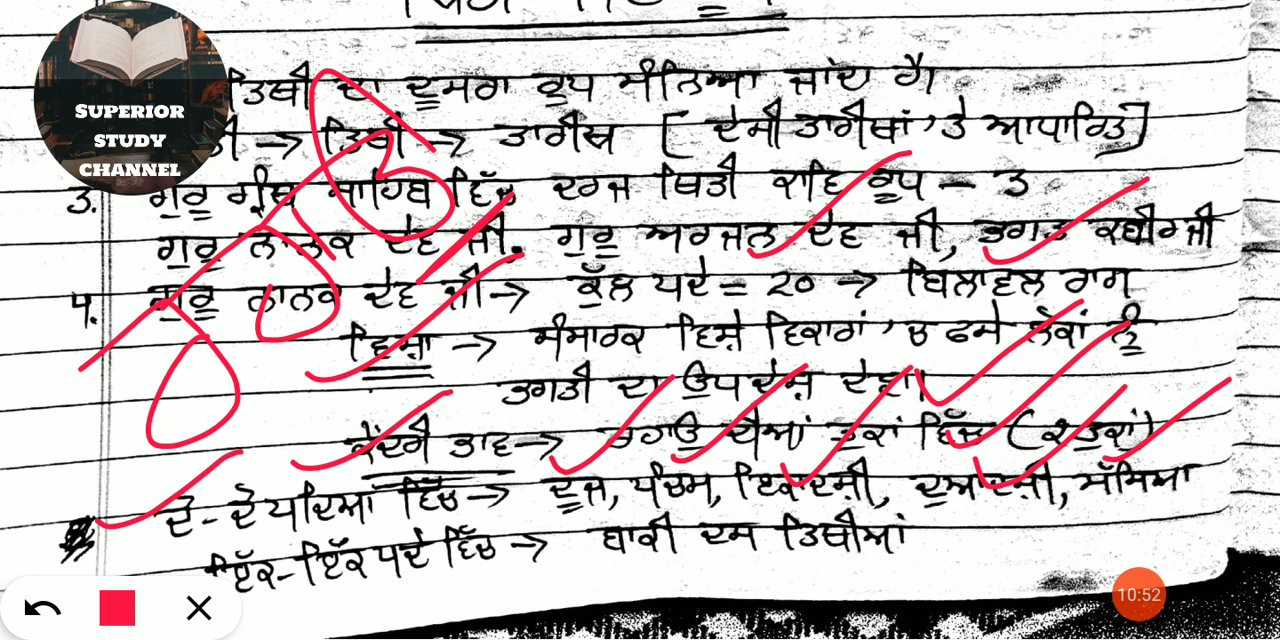 ਤਿਥੀ ਦਾ ਦੂਸਰਾ ਰੂਪ ਮੰਨਿਆ ਜਾਂਦਾ ਹੈ।
SUPERIOR
STUDY
CHANNEL
ਤੀ → ਤਿਥੀ → ਤਾਰੀਖ [ ਦੇਸੀ ਤਾਰੀਖਾਂ 'ਤੇ ਆਧਾਰਿਤ]
3. ਗੁਰੂ ਗ੍ਰੰਥ ਸਾਹਿਬ ਵਿੱਚ ਦਰਜ ਥਿਤੀ ਕਾਵਿ ਰੂਪ – 3
ਗੁਰੂ ਨਾਨਕ ਦੇਵ ਜੀ. ਗੁਰੂ ਅਰਜਨ ਦੇਵ ਜੀ, ਭਗਤ ਕਬੀਰ ਜੀ
4. ਗੁਰੂ ਨਾਨਕ ਦੇਵ ਜੀ → ਕੁੱਲ ਪਦੇ = 20 → ਬਿਲਾਵਲ ਰਾਗ
ਵਿਸ਼ਾ → ਸੰਸਾਰਕ ਵਿਸ਼ੇ ਵਿਕਾਰਾਂ 'ਚ ਫਸੇ ਲੋਕਾਂ ਨੂੰ
ਭਗਤੀ ਦਾ ਉਪਦੇਸ਼ ਦੇਣਾ।
ਕੇਂਦਰੀ ਭਾਵ → ਰਹਾਉ ਦੀਆਂ ਤੁਕਾਂ ਵਿੱਚ (2 ਤੁਕਾਂ)
ਦੋ-ਦੋ ਪਦਿਆਂ ਵਿੱਚ → ਦੂਜ, ਪੰਚਮ, ਇਕਾਦਸ਼ੀ, ਦੁਆਦਸ਼ੀ, ਮੱਸਿਆ
ਇੱਕ-ਇੱਕ ਪਦੇ ਵਿੱਚ → ਬਾਕੀ ਦਸ ਤਿਥੀਆਂ
10:52